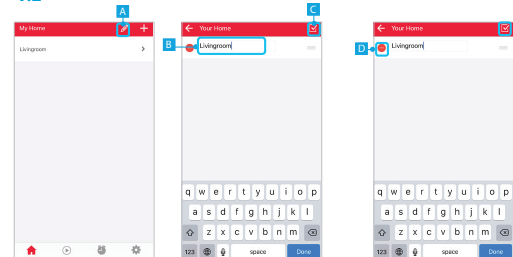 A
My Home
Livingroom
C
Your Home
B
Livingroom
q w e r t y u i o p
a s d f g h j k l
z x c v b n m
123 space Done
Your Home
D
Livingroom
q w e r t y u i o p
a s d f g h j k l
z x c v b n m
123 space Done